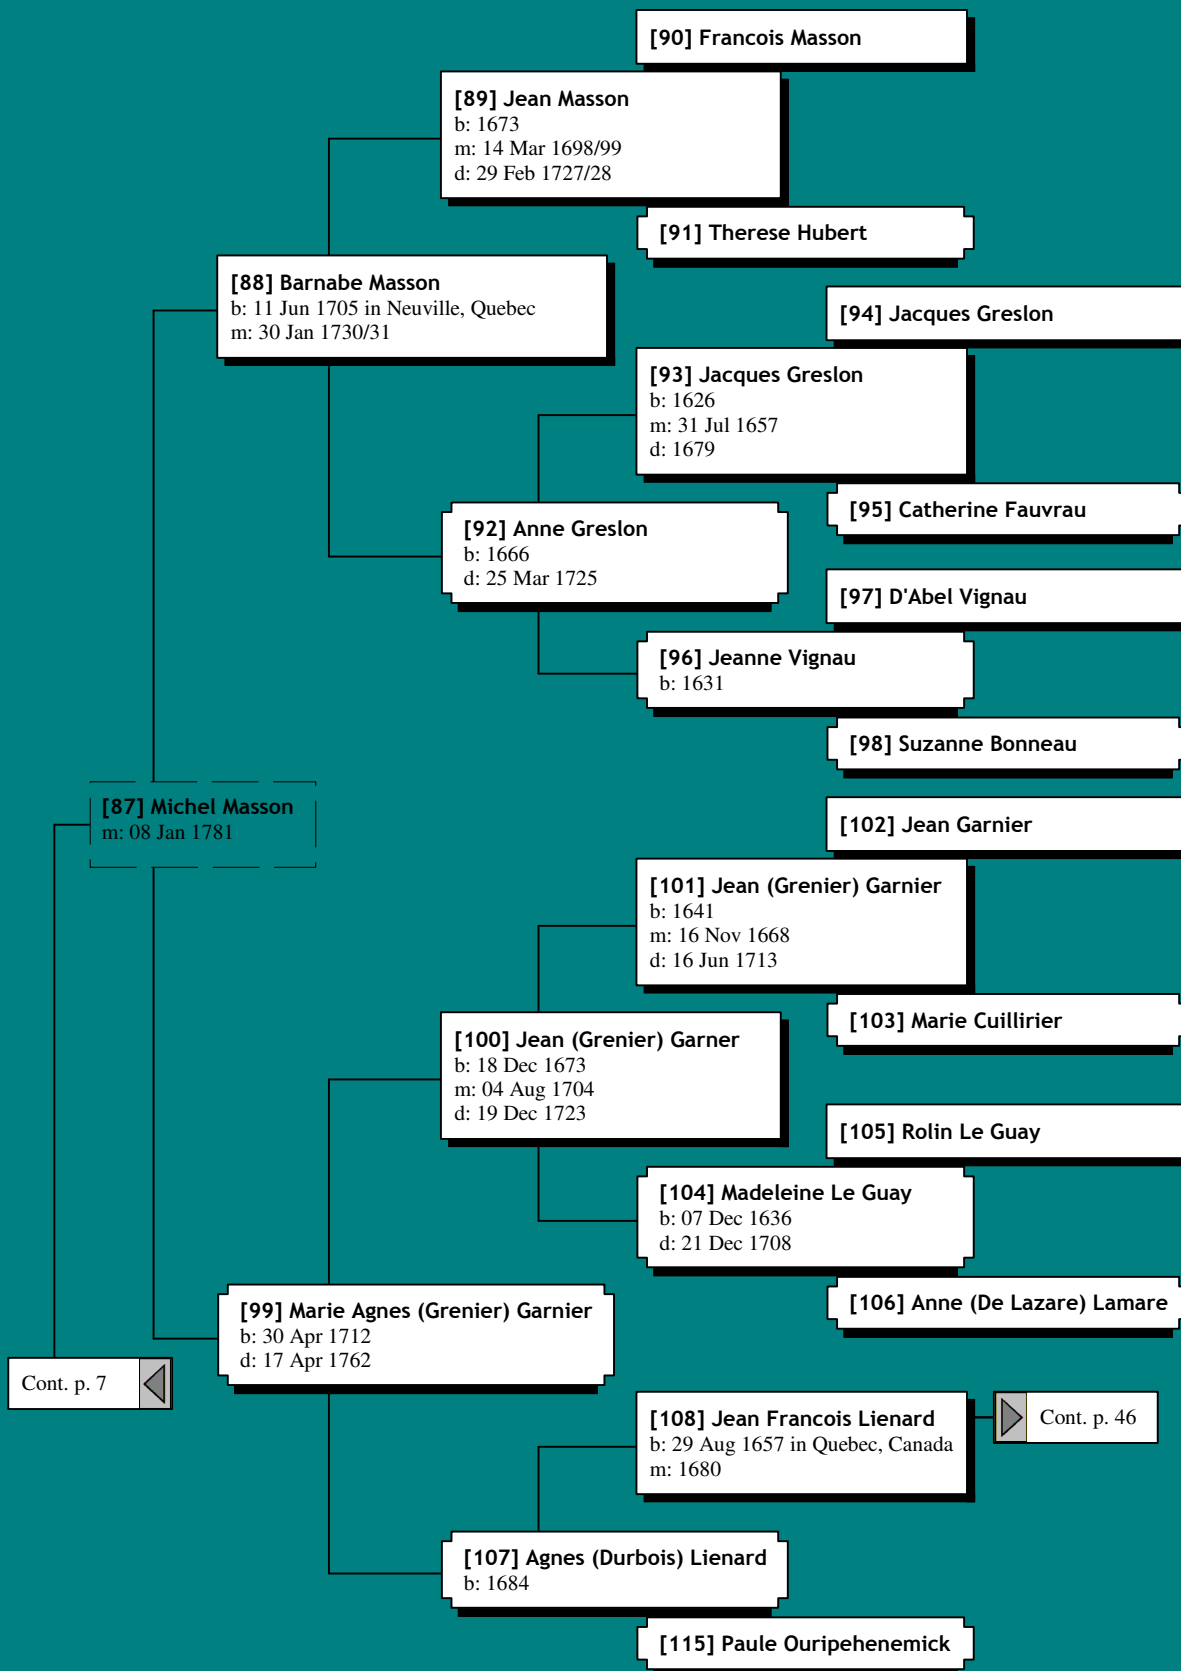 [90] Francois Masson
[89] Jean Masson
b: 1673
m: 14 Mar 1698/99
d: 29 Feb 1727/28
[91] Therese Hubert
[88] Barnabe Masson
b: 11 Jun 1705 in Neuville, Quebec
m: 30 Jan 1730/31
[94] Jacques Greslon
[93] Jacques Greslon
b: 1626
m: 31 Jul 1657
d: 1679
[95] Catherine Fauvrau
[92] Anne Greslon
b: 1666
d: 25 Mar 1725
[97] D'Abel Vignau
[96] Jeanne Vignau
b: 1631
[98] Suzanne Bonneau
[87] Michel Masson
m: 08 Jan 1781
[102] Jean Garnier
[101] Jean (Grenier) Garnier
b: 1641
m: 16 Nov 1668
d: 16 Jun 1713
[103] Marie Cuillirier
[100] Jean (Grenier) Garner
b: 18 Dec 1673
m: 04 Aug 1704
d: 19 Dec 1723
[105] Rolin Le Guay
[104] Madeleine Le Guay
b: 07 Dec 1636
d: 21 Dec 1708
[106] Anne (De Lazare) Lamare
[99] Marie Agnes (Grenier) Garnier
b: 30 Apr 1712
d: 17 Apr 1762
Cont. p. 7
[108] Jean Francois Lienard
b: 29 Aug 1657 in Quebec, Canada
m: 1680
Cont. p. 46
[107] Agnes (Durbois) Lienard
b: 1684
[115] Paule Ouripehenemick